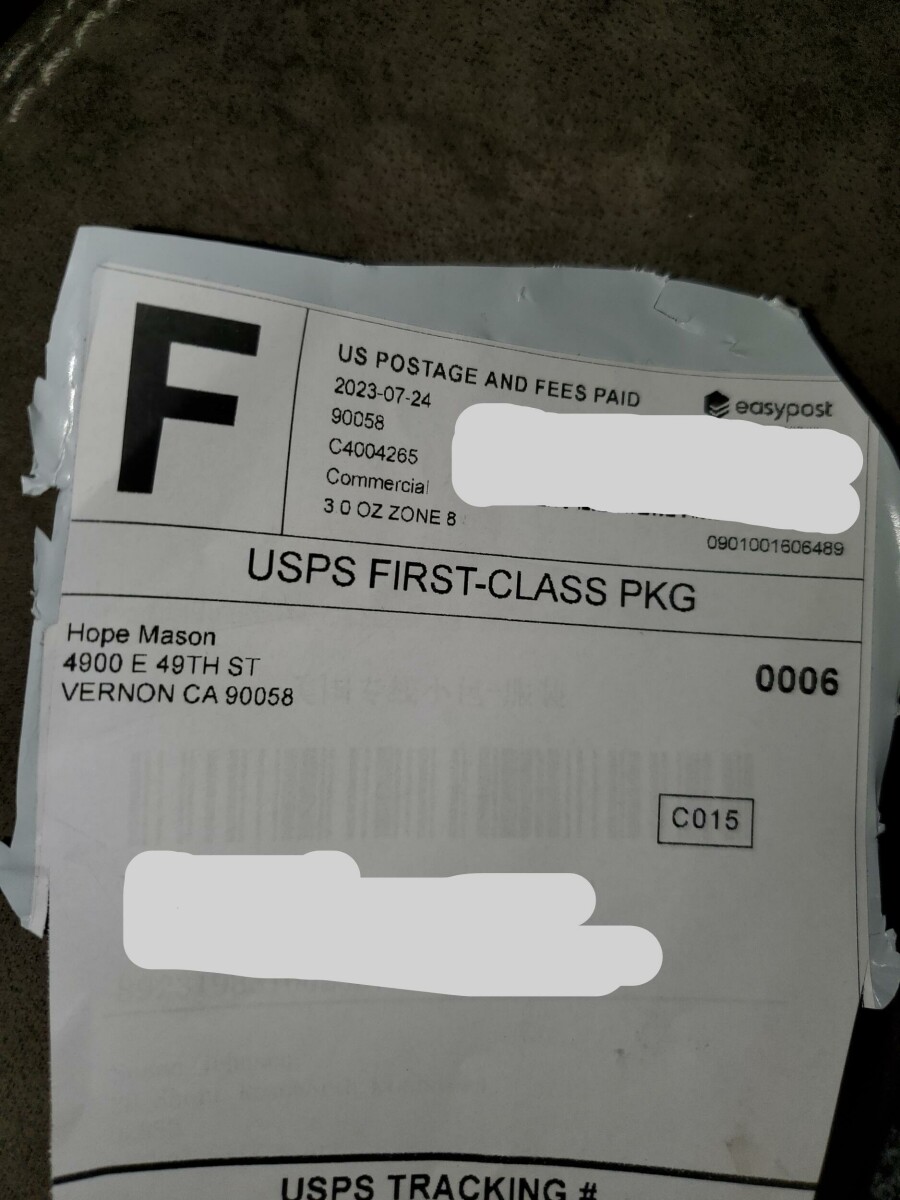 F
US POSTAGE AND FEES PAID
2023-07-24
easypost
90058
C4004265
Commercial
3.0 OZ ZONE 8
0901001606489
USPS FIRST-CLASS PKG
Hope Mason
4900 E 49TH ST
VERNON CA 90058
0006
C015
USPS TRACKING #